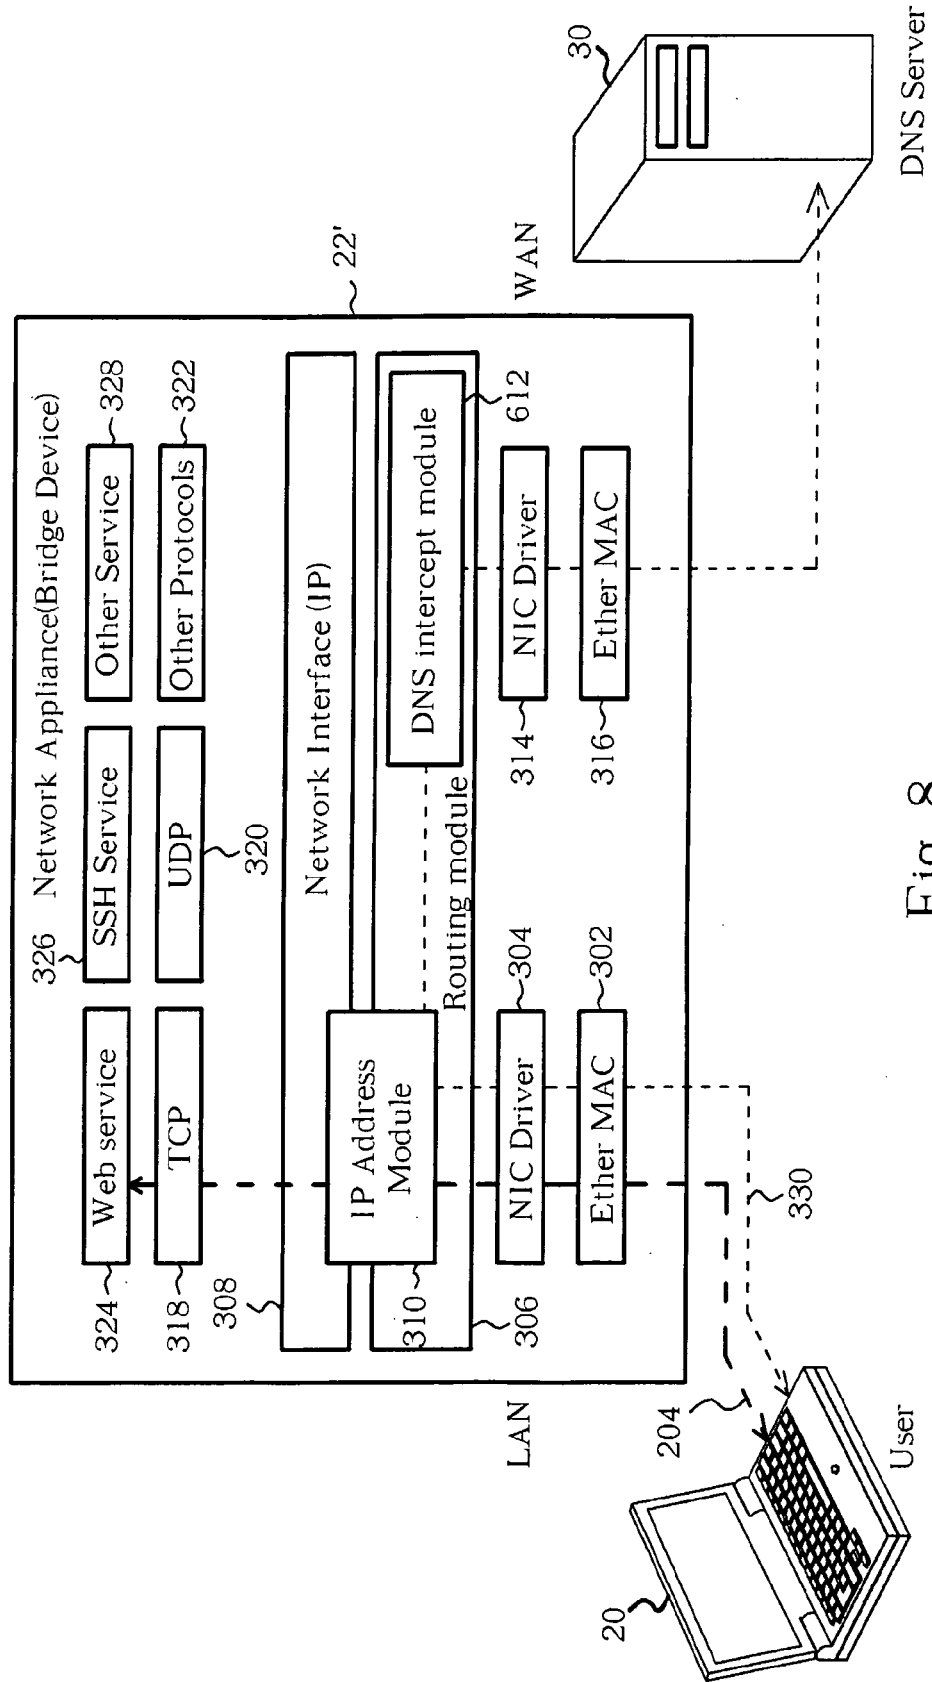 326 Network Appliance(Bridge Device)
324 Web service
SSH Service
Other Service 328
318 TCP
UDP
Other Protocols 322
320
308
Network Interface (IP)
22'
IP Address
Module
DNS intercept module
310
Routing module
612
306
NIC Driver 304
314 NIC Driver
Ether MAC 302
316 Ether MAC
LAN
WAN
204
330
20
User
30
DNS Server
Fig. 8